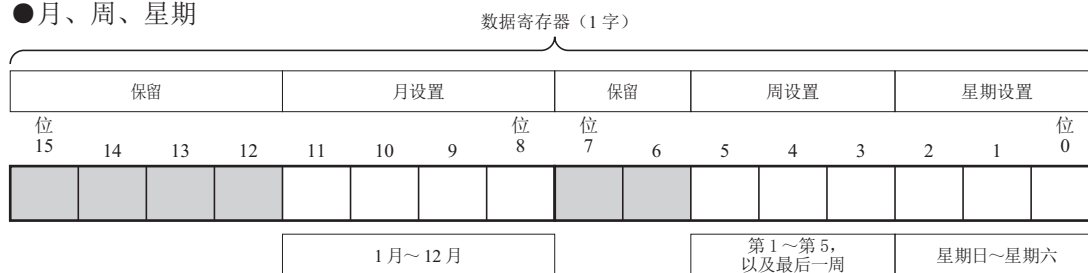 ●月、周、星期
数据寄存器（1 字）
保留 月设置 保留 周设置 星期设置
位 位 位 位
15 14 13 12 11 10 9 8 7 6 5 4 3 2 1 0
1 月～ 12 月 第 1 ～第 5， 星期日～星期六
以及最后一周